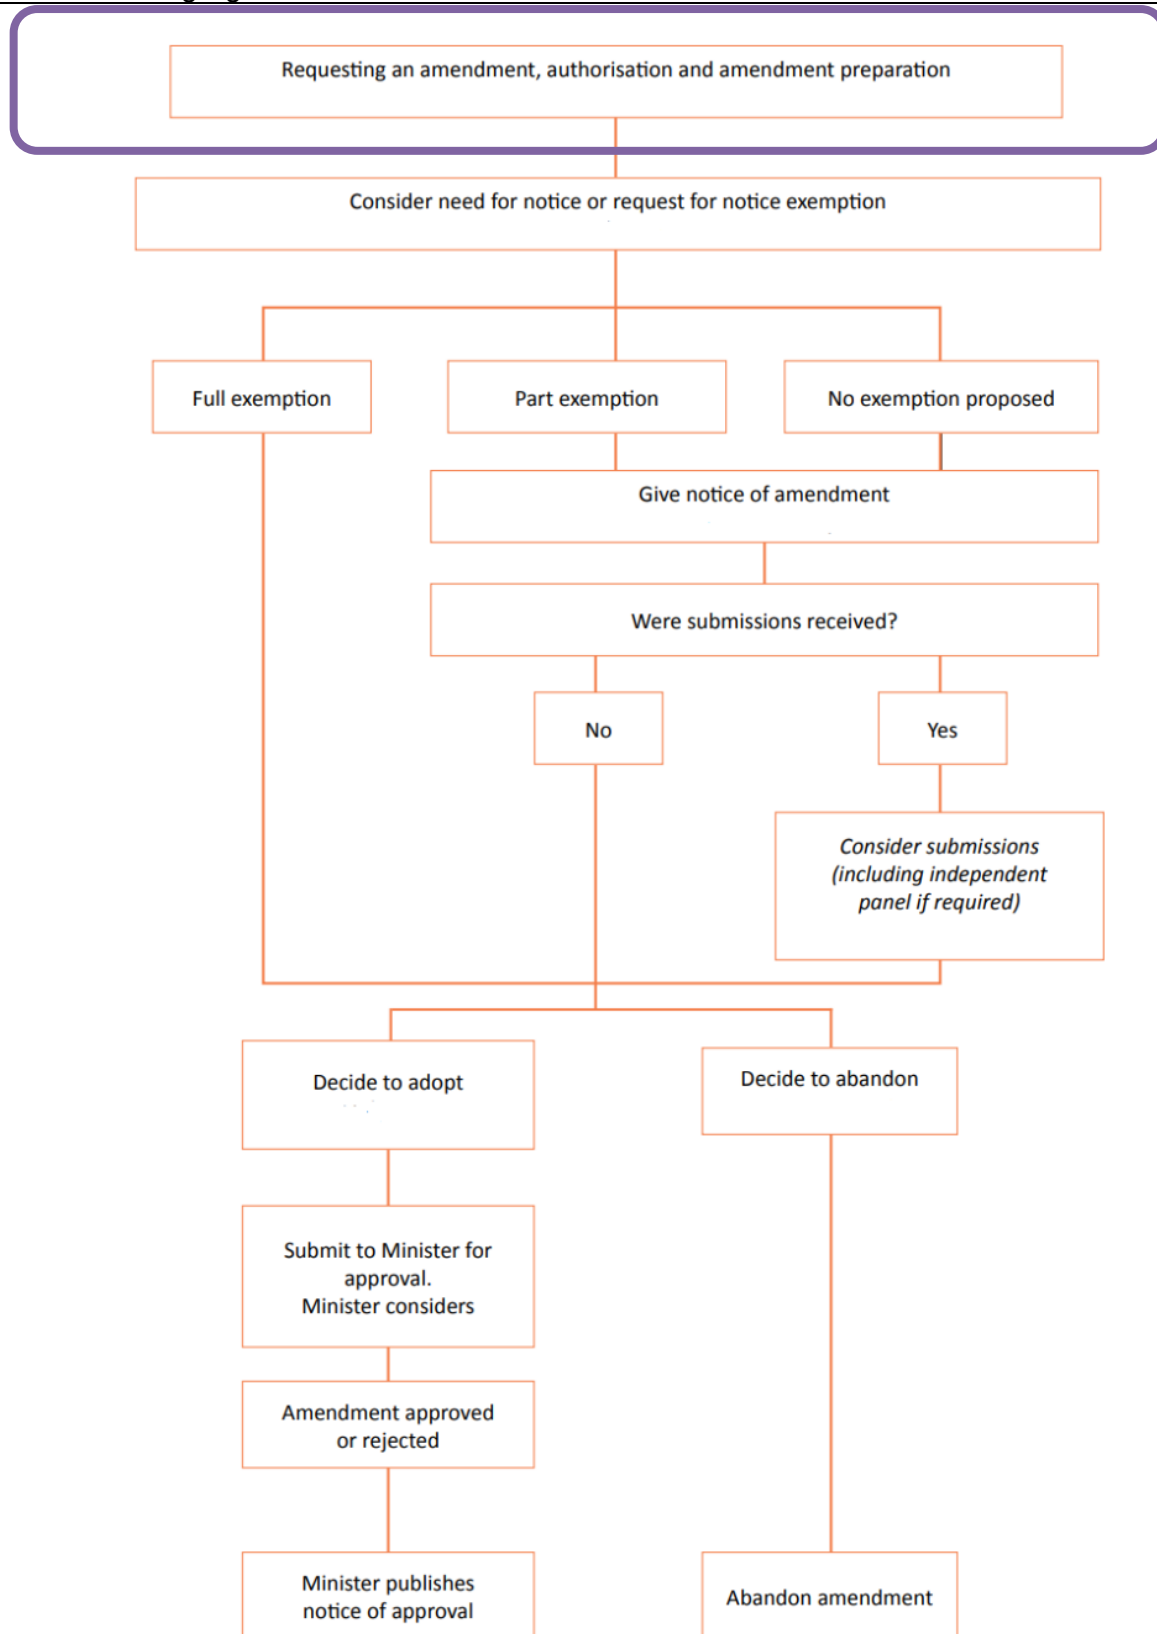 Requesting an amendment, authorisation and amendment preparation
Consider need for notice or request for notice exemption
Full exemption
Part exemption
No exemption proposed
Give notice of amendment
Were submissions received?
No
Yes
Consider submissions
(including independent
panel if required)
Decide to adopt
Decide to abandon
Submit to Minister for
approval.
Minister considers
Amendment approved
or rejected
Minister publishes
notice of approval
Abandon amendment